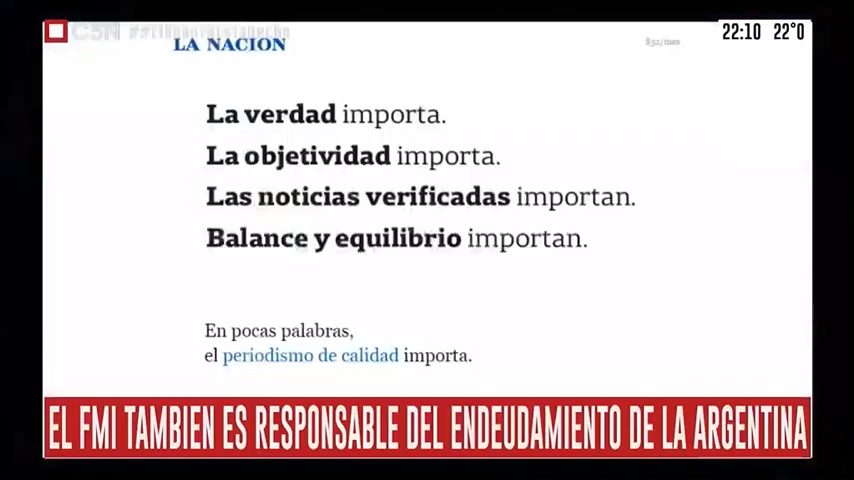 C5N
22:10 22°0
LA NACION
La verdad importa.
La objetividad importa.
Las noticias verificadas importan.
Balance y equilibrio importan.
En pocas palabras,
el periodismo de calidad importa.
EL FMI TAMBIEN ES RESPONSABLE DEL ENDEUDAMIENTO DE LA ARGENTINA